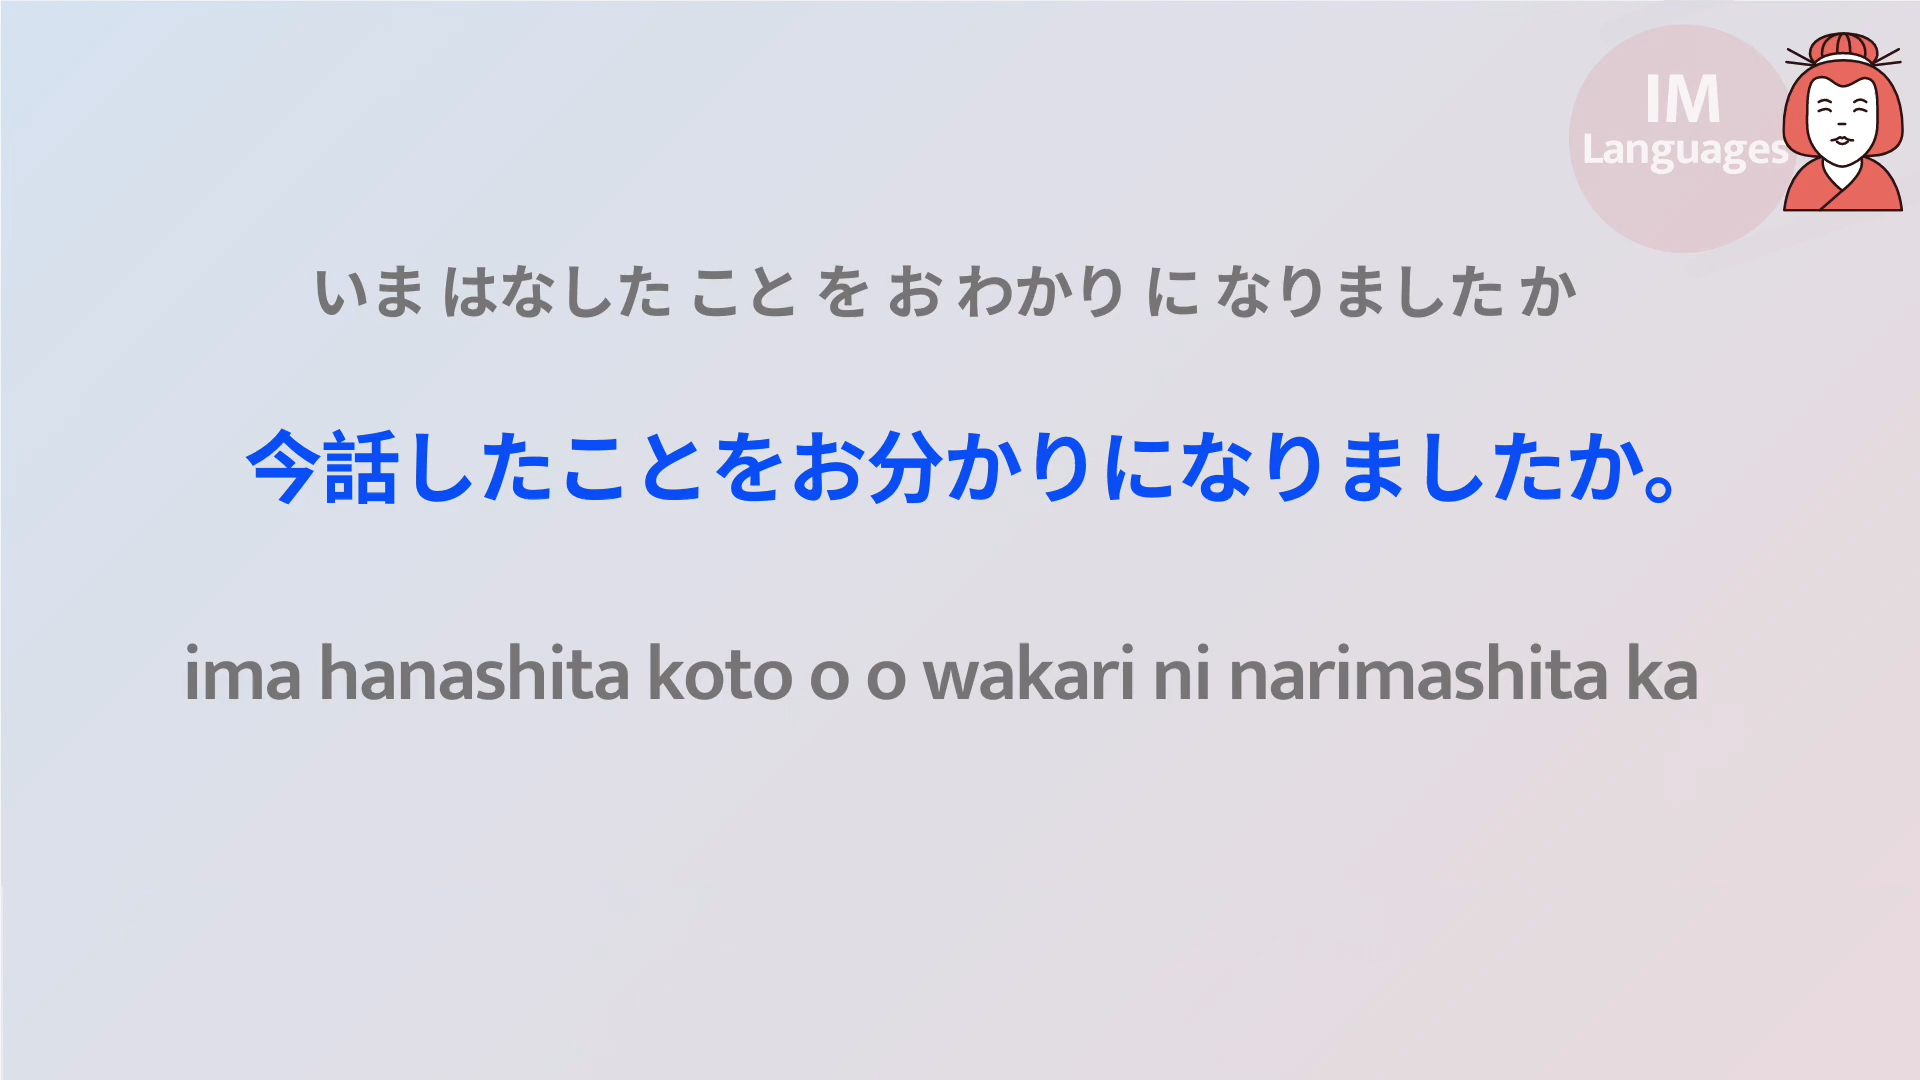 IM
Languages
いま はなした こと を お わかり に なりました か
今話したことをお分かりになりましたか。
ima hanashita koto o o wakari ni narimashita ka